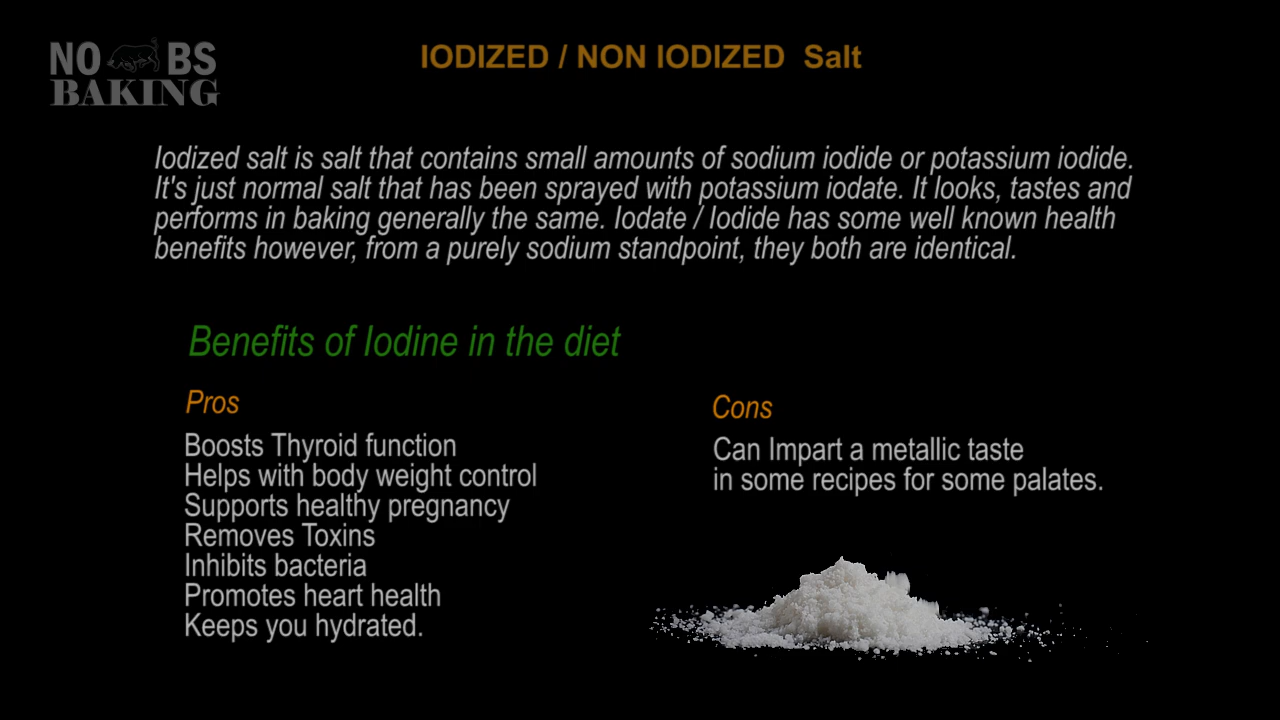 NO BS
BAKING
IODIZED / NON IODIZED Salt
Iodized salt is salt that contains small amounts of sodium iodide or potassium iodide.
It's just normal salt that has been sprayed with potassium iodate. It looks, tastes and
performs in baking generally the same. Iodate / Iodide has some well known health
benefits however, from a purely sodium standpoint, they both are identical.
Benefits of Iodine in the diet
Pros
Boosts Thyroid function
Helps with body weight control
Supports healthy pregnancy
Removes Toxins
Inhibits bacteria
Promotes heart health
Keeps you hydrated.
Cons
Can Impart a metallic taste
in some recipes for some palates.